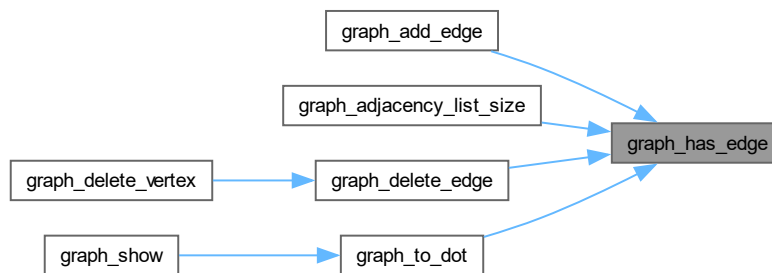 graph_add_edge
graph_adjacency_list_size
graph_has_edge
graph_delete_vertex
graph_delete_edge
graph_show
graph_to_dot